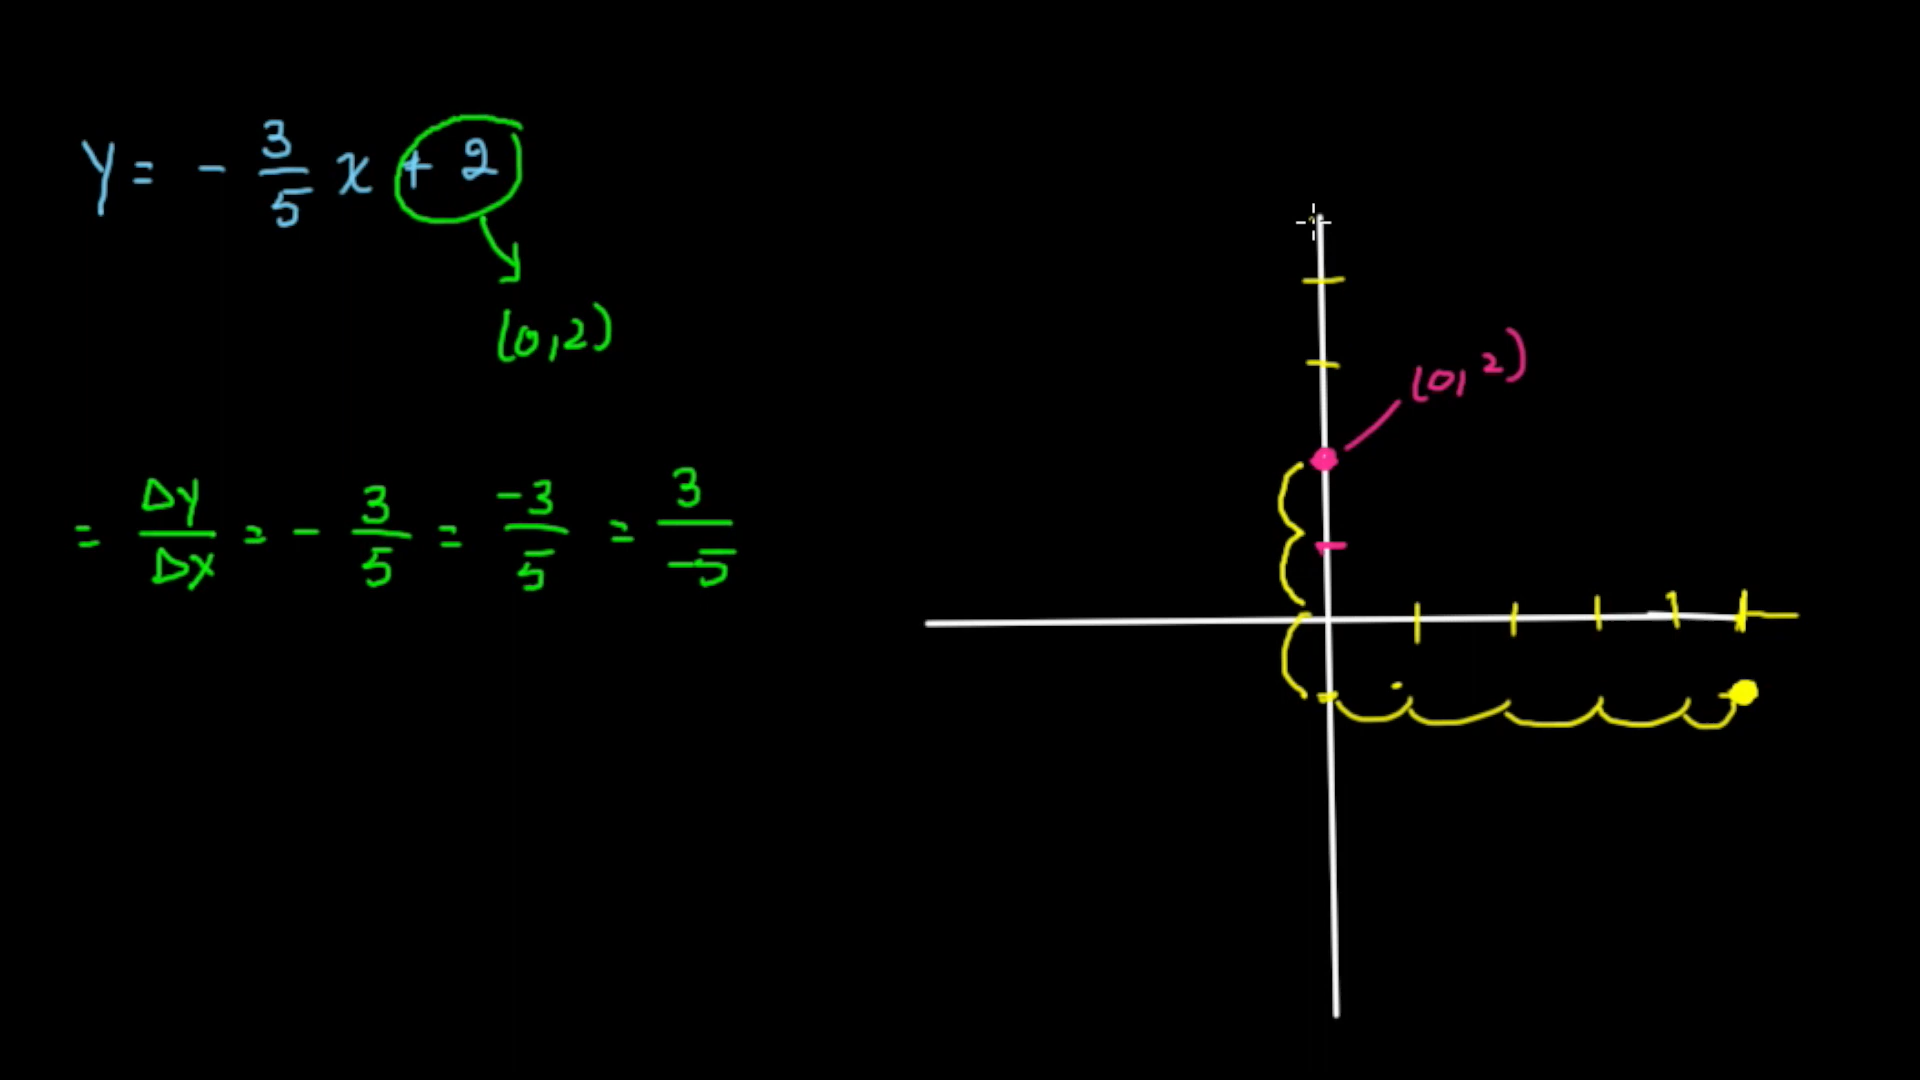 Y = - 3/5 x + 2
(0,2)
(0,2)
= Δy/Δx = - 3/5 = -3/5 = 3/-5